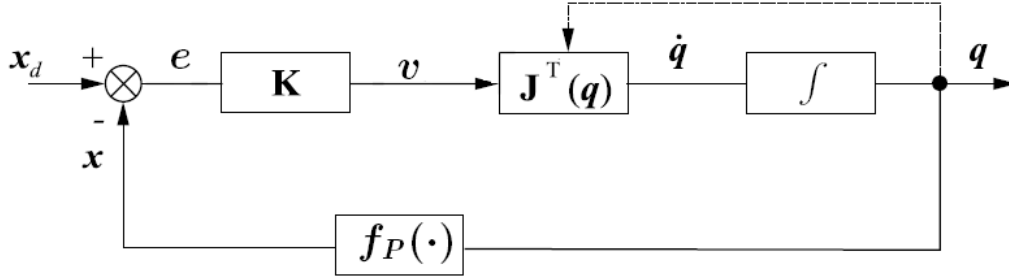 x_d + e K v J^T(q) q̇ ∫ q
-
x
f_P(·)